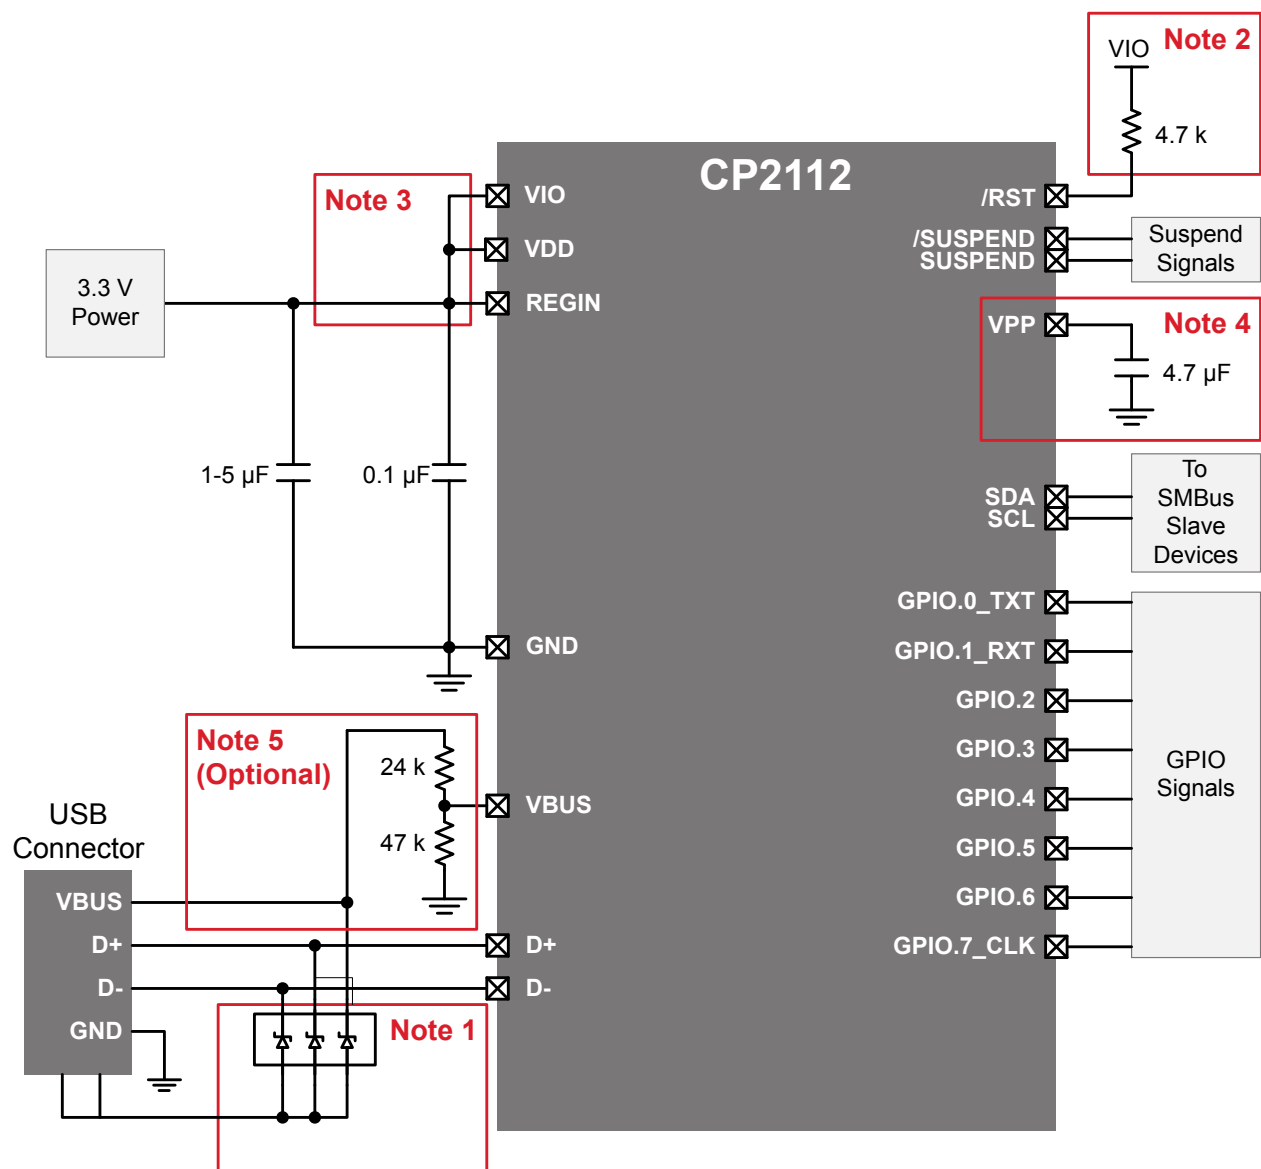 VIO
Note 2
4.7 k
CP2112
Note 3
VIO
/RST
/SUSPEND
SUSPEND
Suspend
Signals
VDD
3.3 V
Power
REGIN
VPP
Note 4
4.7 µF
1-5 µF
0.1 µF
SDA
SCL
To
SMBus
Slave
Devices
GPIO.0_TXT
GND
GPIO.1_RXT
GPIO.2
Note 5
(Optional)
24 k
GPIO.3
GPIO
Signals
VBUS
GPIO.4
USB
Connector
47 k
GPIO.5
VBUS
GPIO.6
D+
D+
GPIO.7_CLK
D-
D-
GND
Note 1